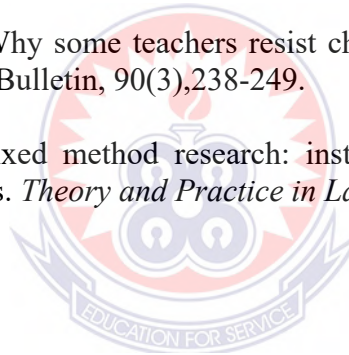 Why some teachers resist ch
Bulletin, 90(3),238-249.
ixed method research: inst
s. Theory and Practice in La
EDUCATION FOR SERVICE